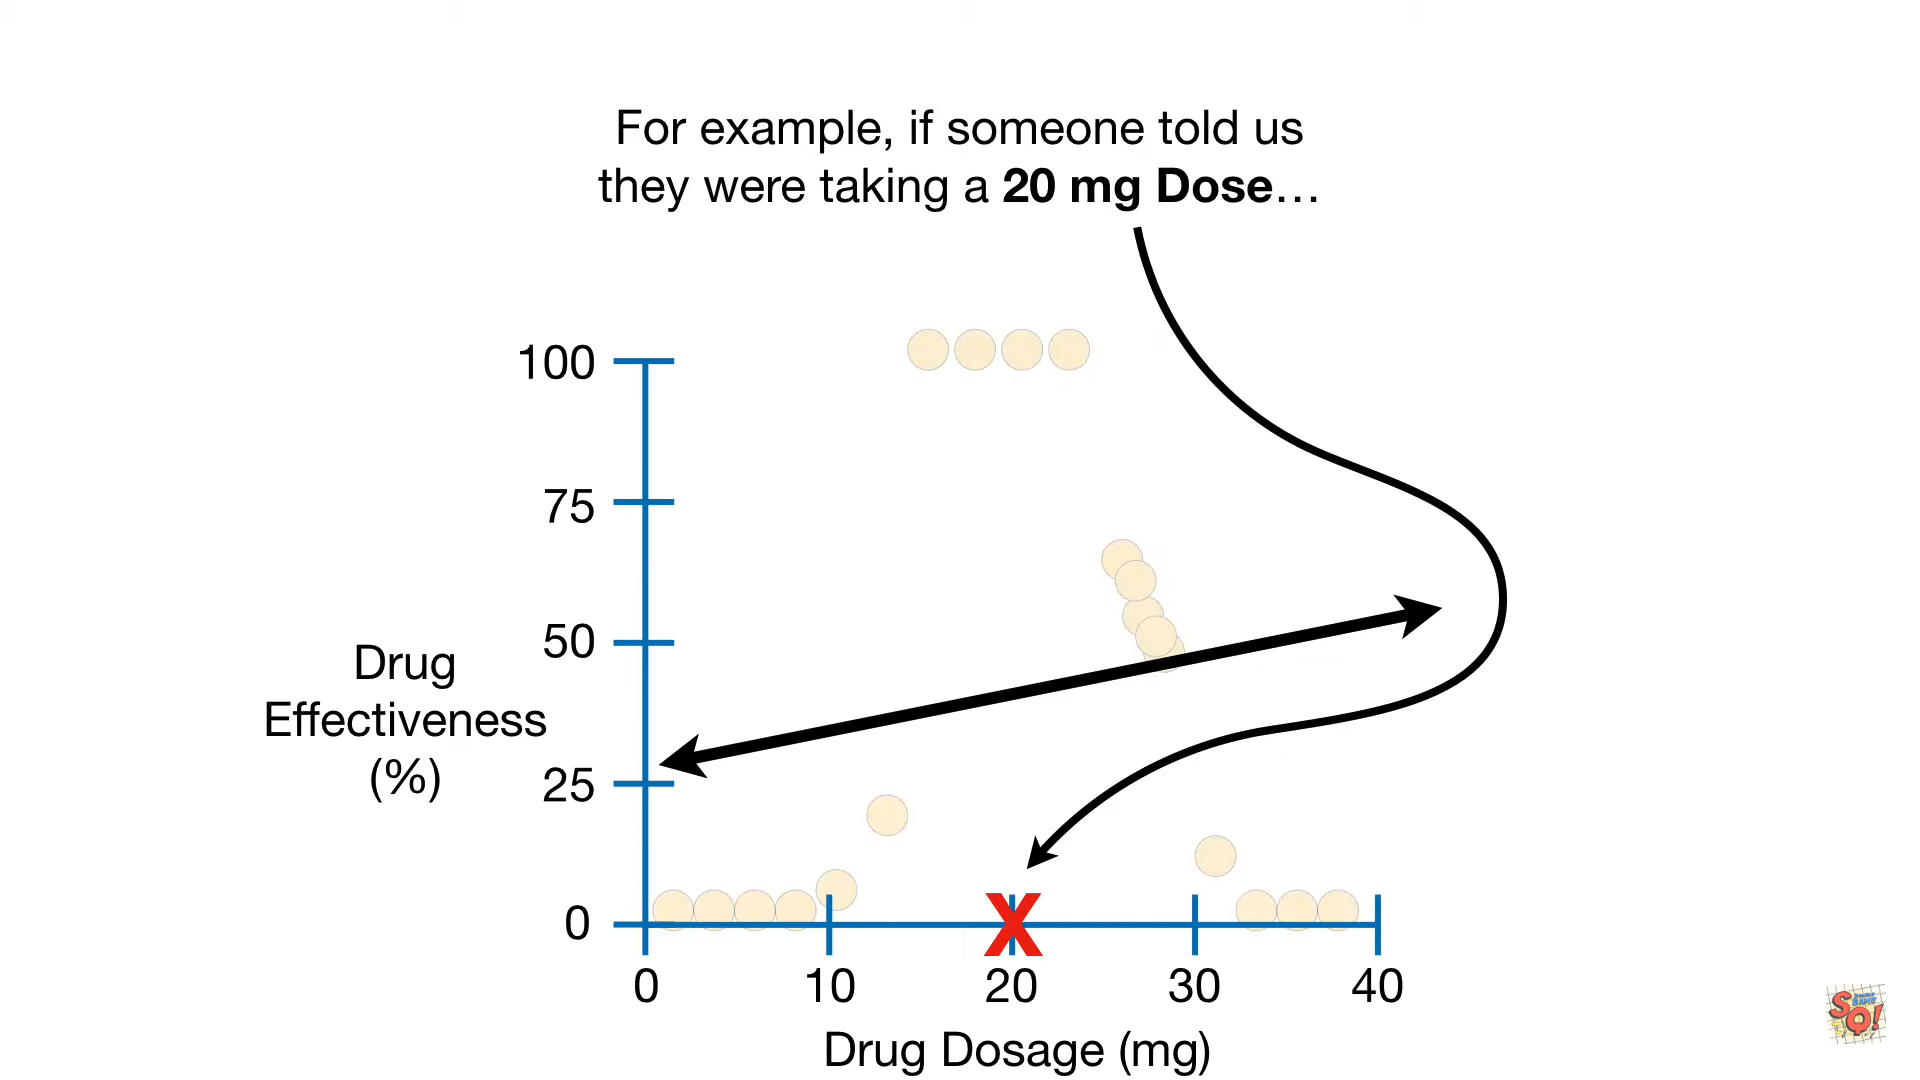 For example, if someone told us
they were taking a 20 mg Dose…
100
75
50
25
0
Drug
Effectiveness
(%)
X
0 10 20 30 40
Drug Dosage (mg)
SQ!